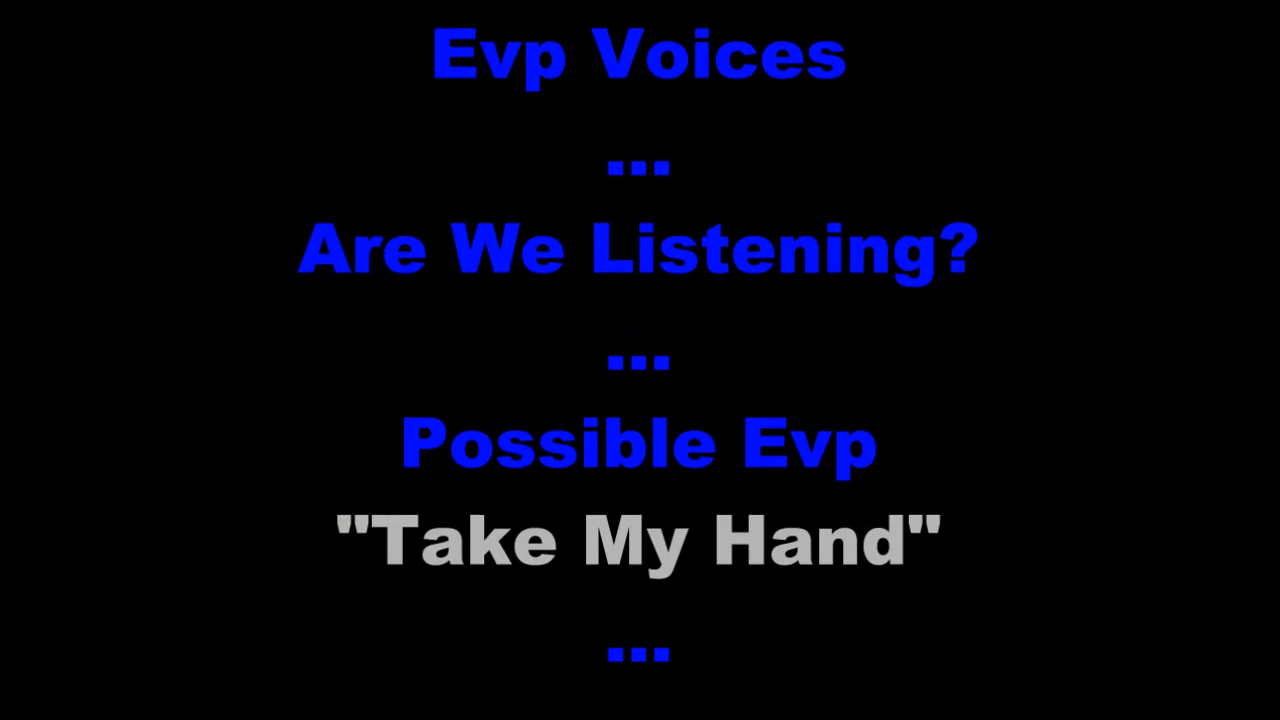 Evp Voices
...
Are We Listening?
...
Possible Evp
"Take My Hand"
...